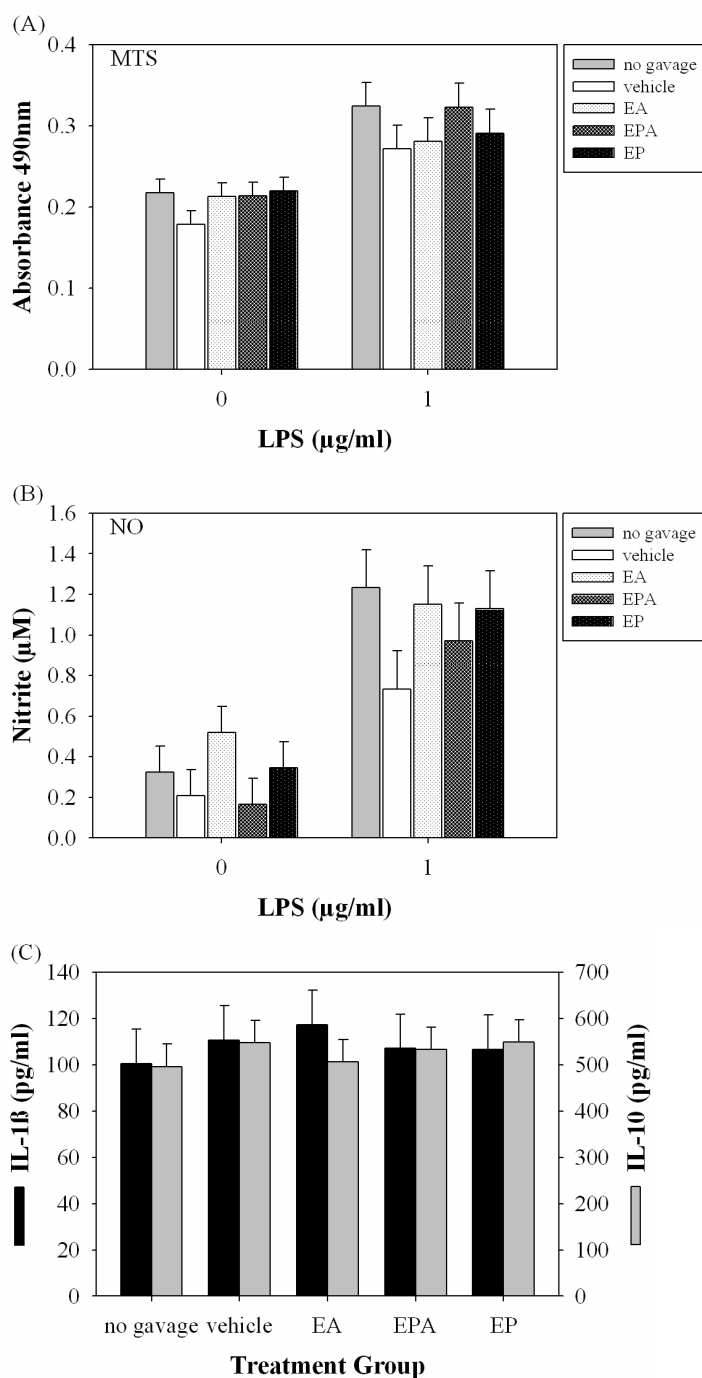 (A)
MTS
0.4
0.3
0.2
0.1
0.0
Absorbance 490nm
0
1
LPS (µg/ml)
no gavage
vehicle
EA
EPA
EP
(B)
NO
1.6
1.4
1.2
1.0
0.8
0.6
0.4
0.2
0.0
Nitrite (µM)
0
1
LPS (µg/ml)
no gavage
vehicle
EA
EPA
EP
(C)
140
120
100
80
60
40
20
0
IL-1ß (pg/ml)
700
600
500
400
300
200
100
0
IL-10 (pg/ml)
no gavage vehicle EA EPA EP
Treatment Group